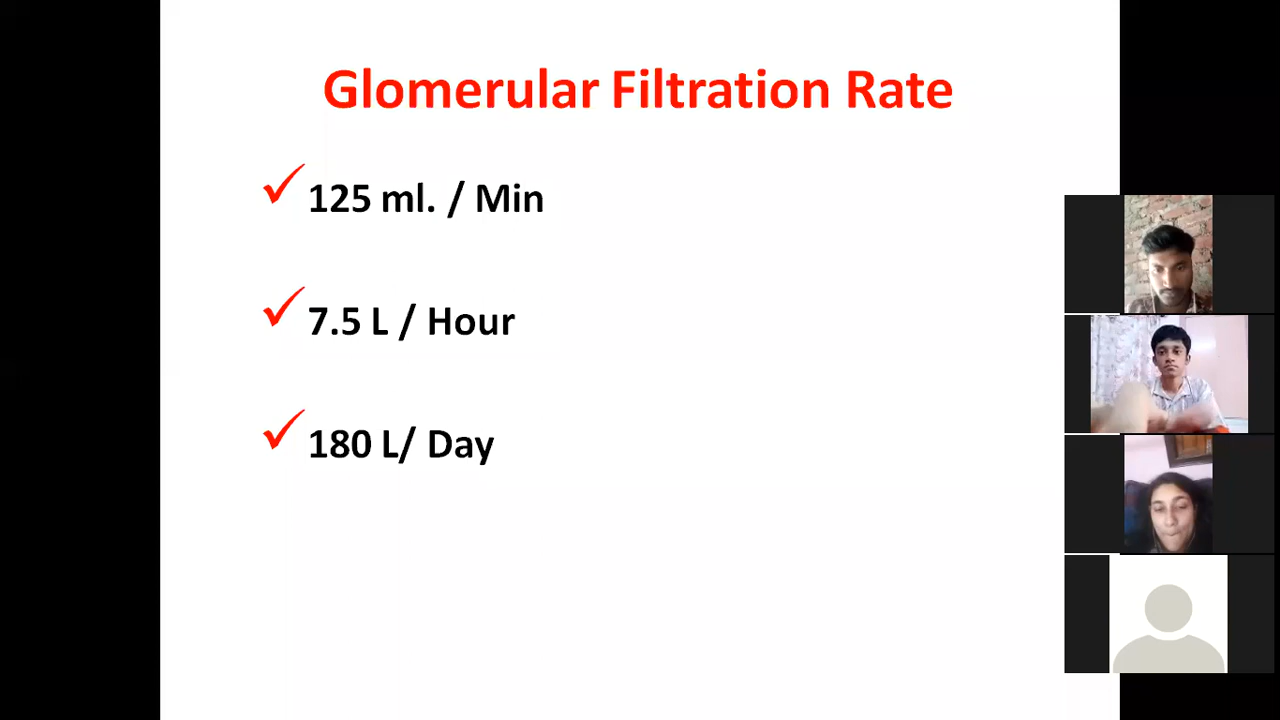 Glomerular Filtration Rate
125 ml. / Min
7.5 L / Hour
180 L/ Day